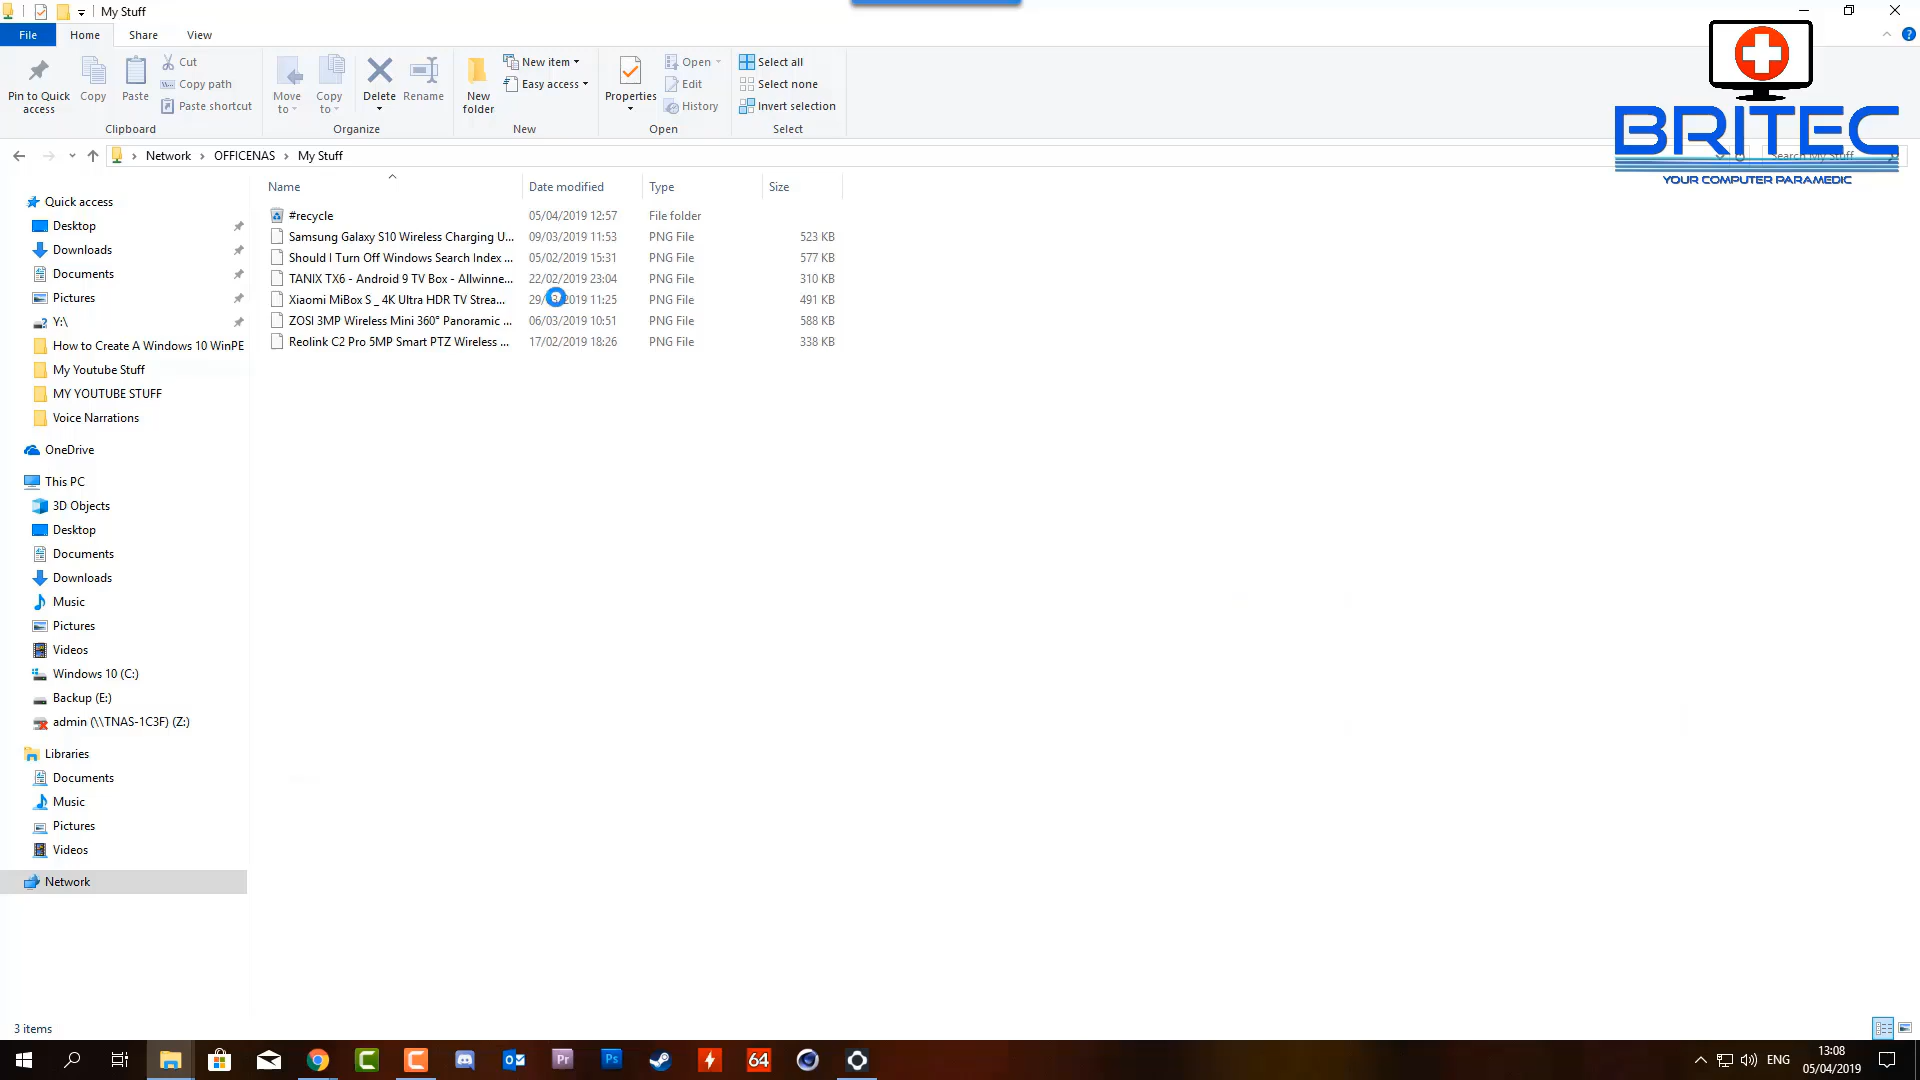 My Stuff
File Home Share View
Pin to Quick access
Copy
Paste
Cut
Copy path
Paste shortcut
Clipboard
Move to
Copy to
Delete
Rename
Organize
New folder
New item
Easy access
New
Properties
Open
Edit
History
Open
Select all
Select none
Invert selection
Select
BRITEC
YOUR COMPUTER PARAMEDIC
Network › OFFICENAS › My Stuff
Search My Stuff
Name Date modified Type Size
#recycle 05/04/2019 12:57 File folder
Samsung Galaxy S10 Wireless Charging U... 09/03/2019 11:53 PNG File 523 KB
Should I Turn Off Windows Search Index ... 05/02/2019 15:31 PNG File 577 KB
TANIX TX6 - Android 9 TV Box - Allwinne... 22/02/2019 23:04 PNG File 310 KB
Xiaomi MiBox S _ 4K Ultra HDR TV Strea... 29/03/2019 11:25 PNG File 491 KB
ZOSI 3MP Wireless Mini 360° Panoramic ... 06/03/2019 10:51 PNG File 588 KB
Reolink C2 Pro 5MP Smart PTZ Wireless ... 17/02/2019 18:26 PNG File 338 KB
Quick access
Desktop
Downloads
Documents
Pictures
Y:\
How to Create A Windows 10 WinPE
My Youtube Stuff
MY YOUTUBE STUFF
Voice Narrations
OneDrive
This PC
3D Objects
Desktop
Documents
Downloads
Music
Pictures
Videos
Windows 10 (C:)
Backup (E:)
admin (\\TNAS-1C3F) (Z:)
Libraries
Documents
Music
Pictures
Videos
Network
3 items
Pr
Ps
64
ENG
13:08
05/04/2019